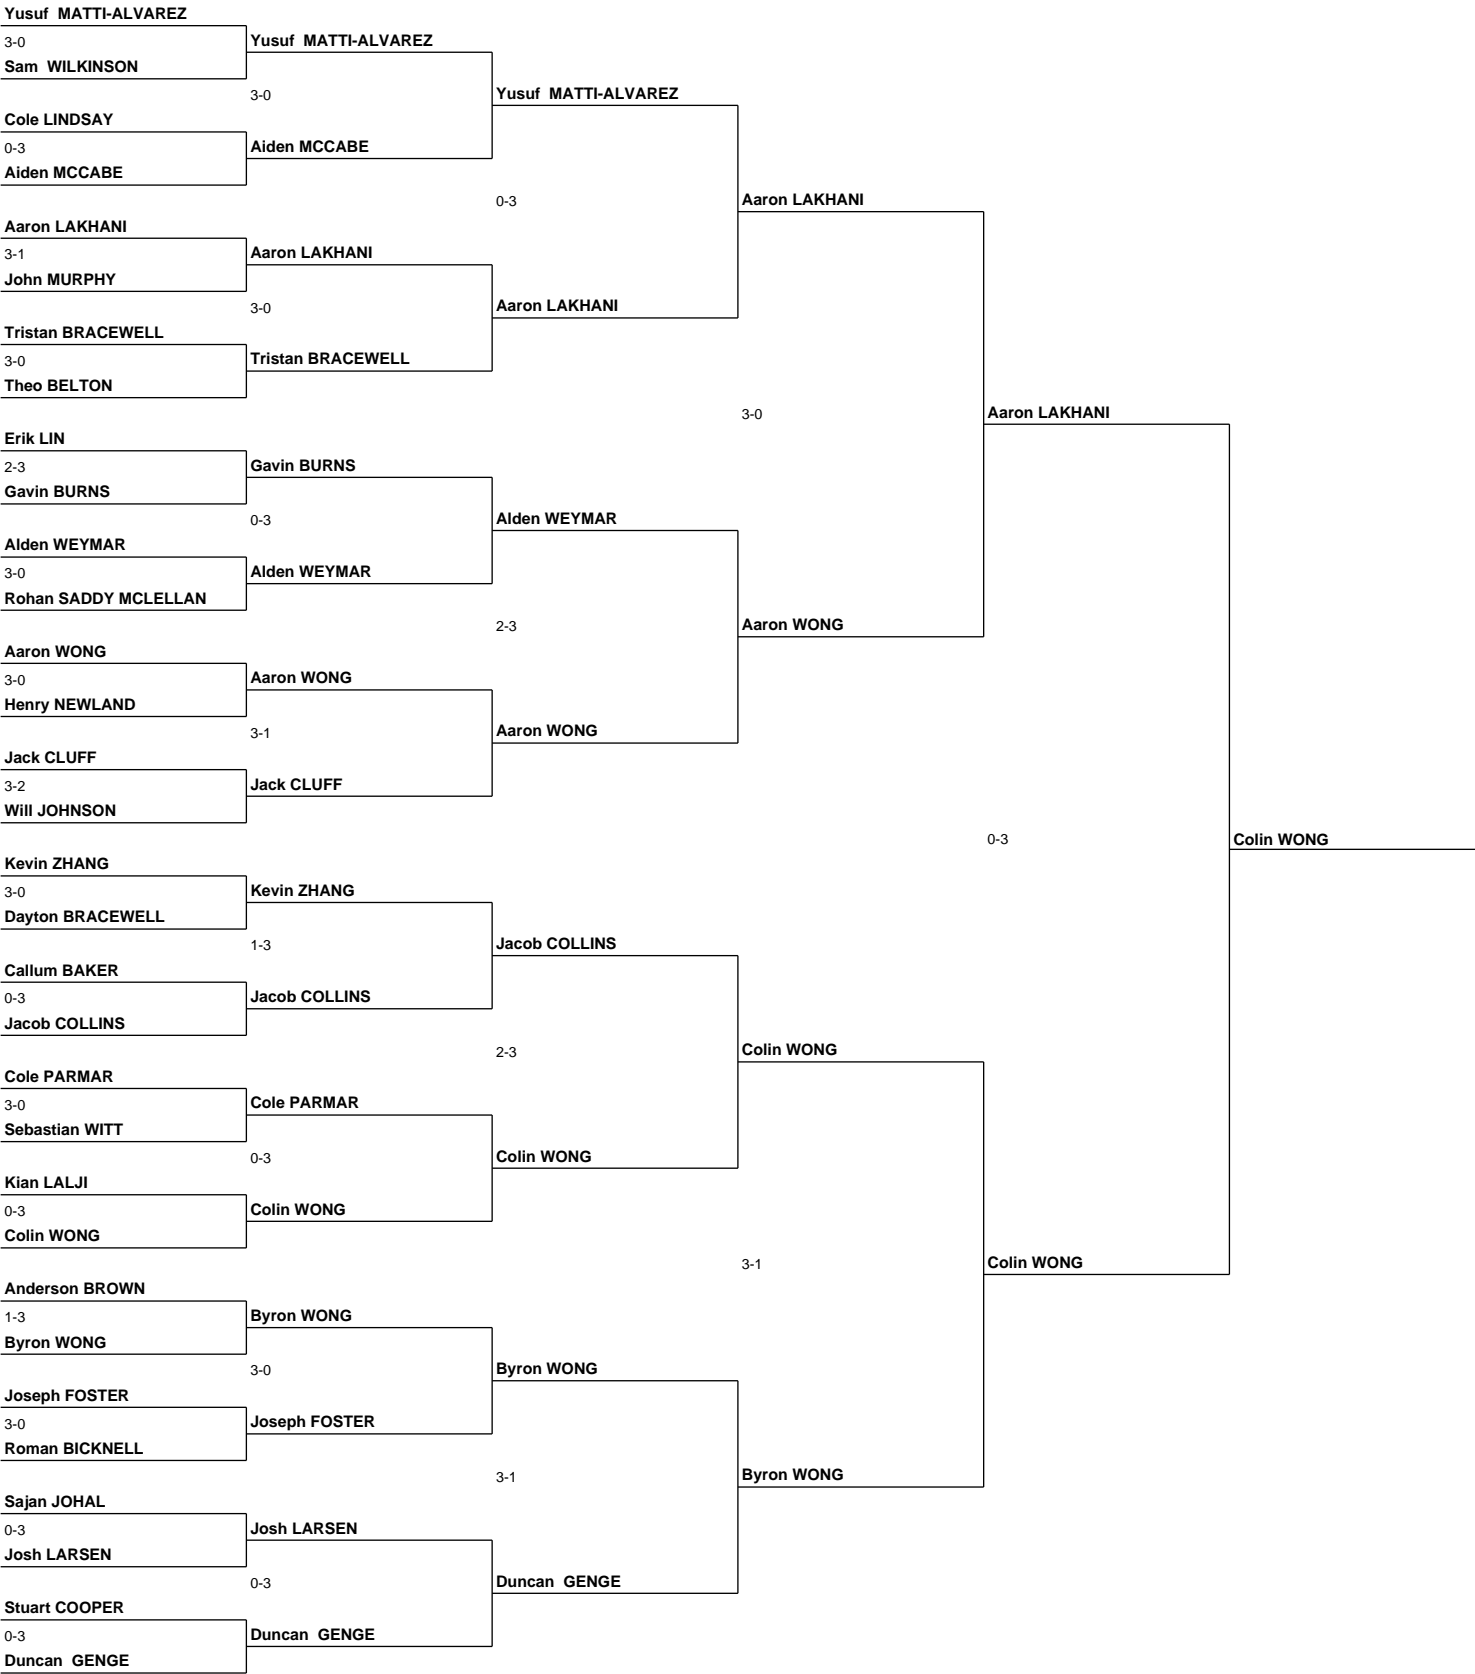 Yusuf  MATTI-ALVAREZ
3-0
Sam  WILKINSON
Cole LINDSAY
0-3
Aiden MCCABE
Aaron LAKHANI
3-1
John MURPHY
Tristan BRACEWELL
3-0
Theo BELTON
Erik LIN
2-3
Gavin BURNS
Alden WEYMAR
3-0
Rohan SADDY MCLELLAN
Aaron WONG
3-0
Henry NEWLAND
Jack CLUFF
3-2
Will JOHNSON
Kevin ZHANG
3-0
Dayton BRACEWELL
Callum BAKER
0-3
Jacob COLLINS
Cole PARMAR
3-0
Sebastian WITT
Kian LALJI
0-3
Colin WONG
Anderson BROWN
1-3
Byron WONG
Joseph FOSTER
3-0
Roman BICKNELL
Sajan JOHAL
0-3
Josh LARSEN
Stuart COOPER
0-3
Duncan  GENGE
Yusuf  MATTI-ALVAREZ
3-0
Aiden MCCABE
Aaron LAKHANI
3-0
Tristan BRACEWELL
Gavin BURNS
0-3
Alden WEYMAR
Aaron WONG
3-1
Jack CLUFF
Kevin ZHANG
1-3
Jacob COLLINS
Cole PARMAR
0-3
Colin WONG
Byron WONG
3-0
Joseph FOSTER
Josh LARSEN
0-3
Duncan  GENGE
Yusuf  MATTI-ALVAREZ
0-3
Aaron LAKHANI
Alden WEYMAR
2-3
Aaron WONG
Jacob COLLINS
2-3
Colin WONG
Byron WONG
3-1
Duncan  GENGE
Aaron LAKHANI
3-0
Aaron WONG
Colin WONG
3-1
Byron WONG
Aaron LAKHANI
0-3
Colin WONG
Colin WONG